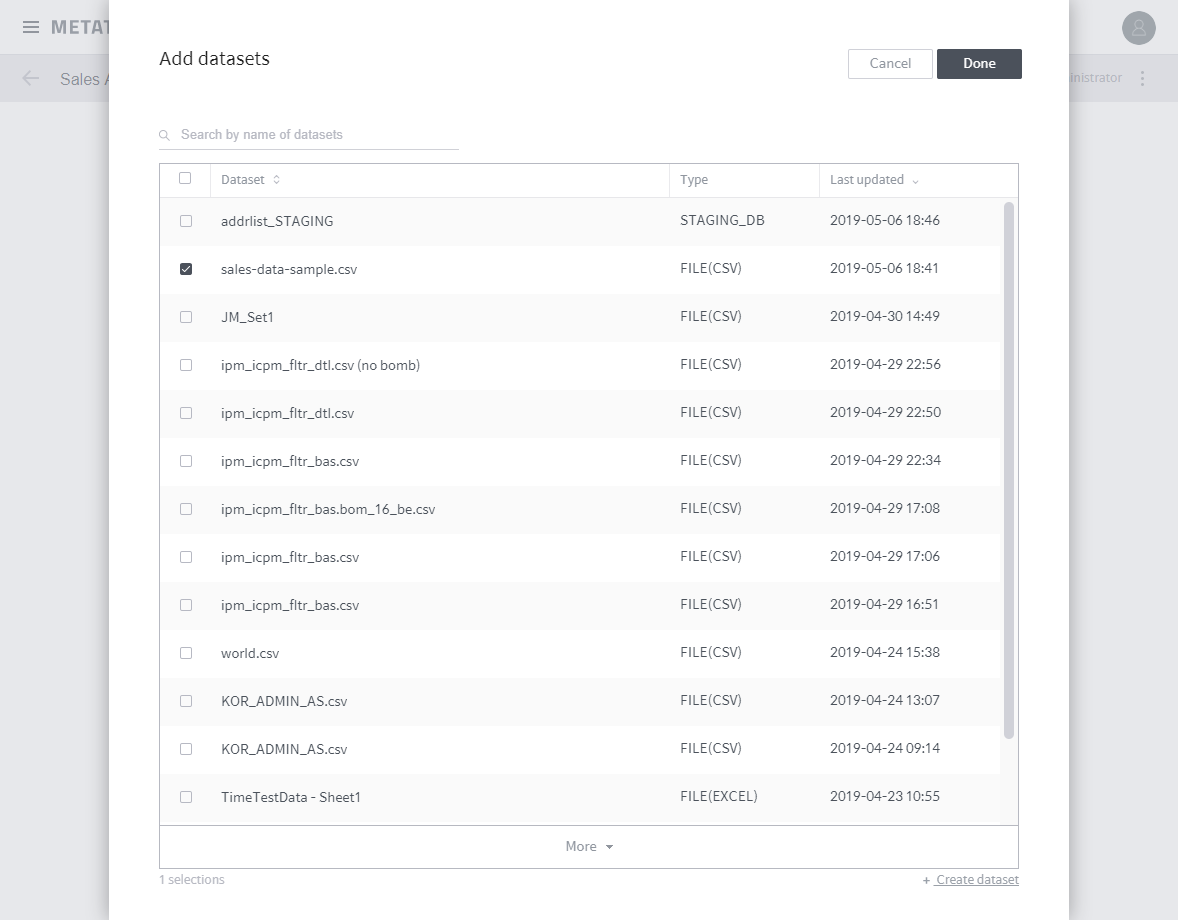 METAT
Add datasets
Cancel
Done
Sales A
inistrator
Search by name of datasets
Dataset Type Last updated
addrlist_STAGING STAGING_DB 2019-05-06 18:46
sales-data-sample.csv FILE(CSV) 2019-05-06 18:41
JM_Set1 FILE(CSV) 2019-04-30 14:49
ipm_icpm_fltr_dtl.csv (no bomb) FILE(CSV) 2019-04-29 22:56
ipm_icpm_fltr_dtl.csv FILE(CSV) 2019-04-29 22:50
ipm_icpm_fltr_bas.csv FILE(CSV) 2019-04-29 22:34
ipm_icpm_fltr_bas.bom_16_be.csv FILE(CSV) 2019-04-29 17:08
ipm_icpm_fltr_bas.csv FILE(CSV) 2019-04-29 17:06
ipm_icpm_fltr_bas.csv FILE(CSV) 2019-04-29 16:51
world.csv FILE(CSV) 2019-04-24 15:38
KOR_ADMIN_AS.csv FILE(CSV) 2019-04-24 13:07
KOR_ADMIN_AS.csv FILE(CSV) 2019-04-24 09:14
TimeTestData - Sheet1 FILE(EXCEL) 2019-04-23 10:55
More
1 selections
+ Create dataset